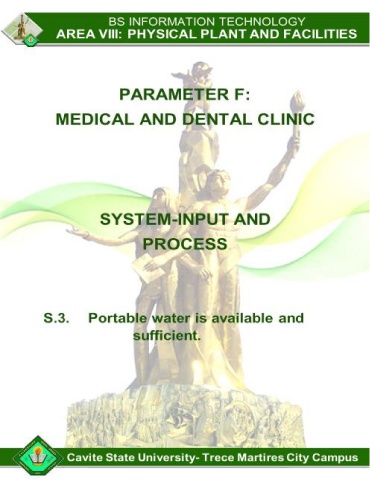 BS INFORMATION TECHNOLOGY
AREA VIII: PHYSICAL PLANT AND FACILITIES
PARAMETER F:
MEDICAL AND DENTAL CLINIC
SYSTEM-INPUT AND
PROCESS
S.3. Portable water is available and
sufficient.
Cavite State University- Trece Martires City Campus